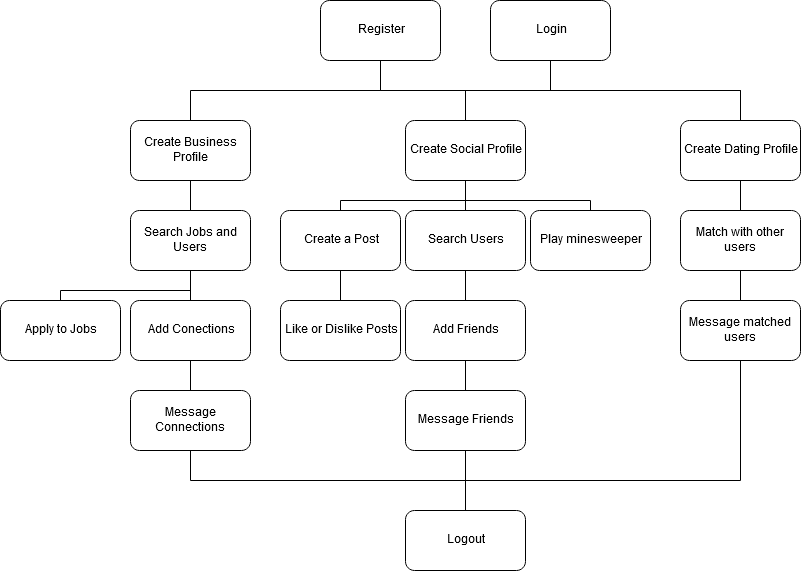 Register
Login
Create Business
Profile
Create Social Profile
Create Dating Profile
Search Jobs and
Users
Create a Post
Search Users
Play minesweeper
Match with other
users
Apply to Jobs
Add Conections
Like or Dislike Posts
Add Friends
Message matched
users
Message
Connections
Message Friends
Logout